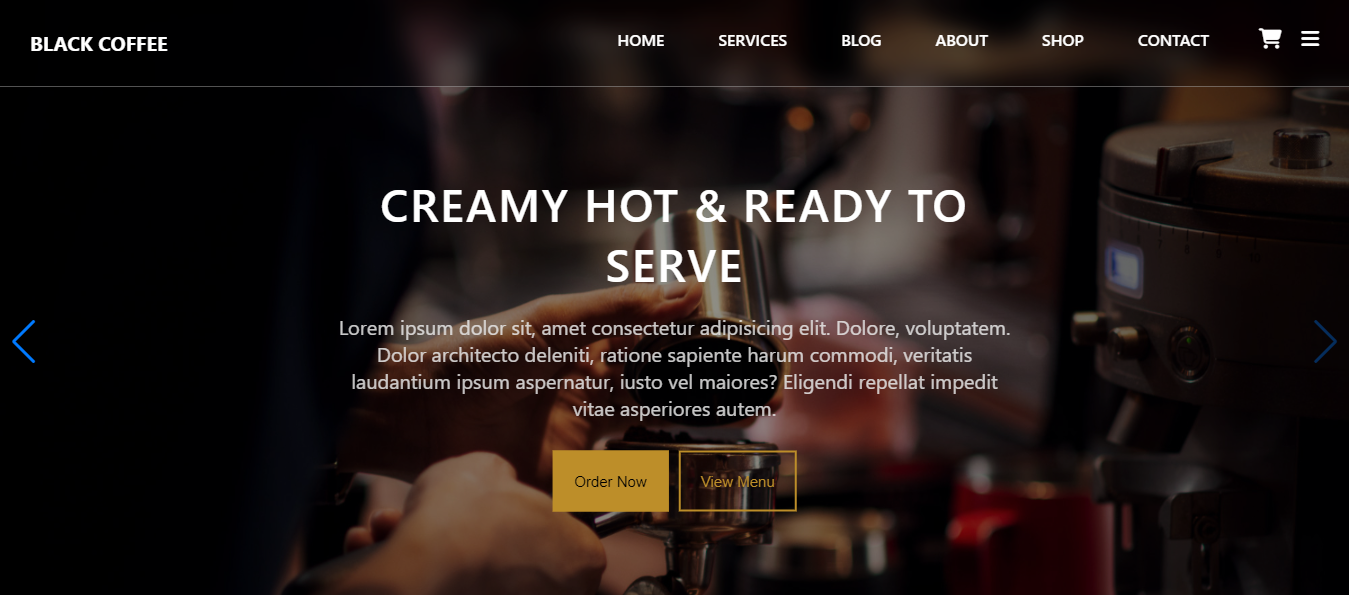 BLACK COFFEE
HOME SERVICES BLOG ABOUT SHOP CONTACT
CREAMY HOT & READY TO
SERVE
Lorem ipsum dolor sit, amet consectetur adipisicing elit. Dolore, voluptatem.
Dolor architecto deleniti, ratione sapiente harum commodi, veritatis
laudantium ipsum aspernatur, iusto vel maiores? Eligendi repellat impedit
vitae asperiores autem.
Order Now
View Menu